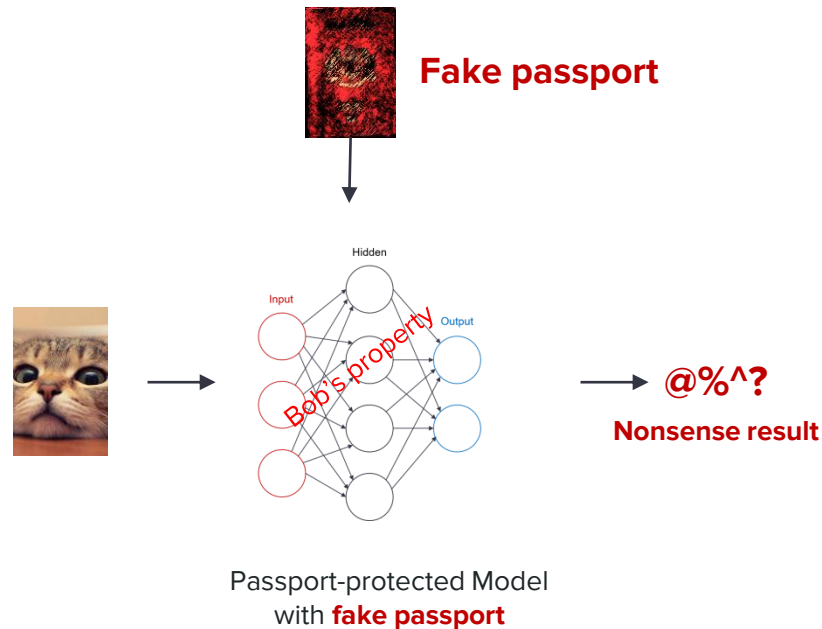 Fake passport
Hidden
Input
Output
Bob's property
@%^?
Nonsense result
Passport-protected Model
with fake passport